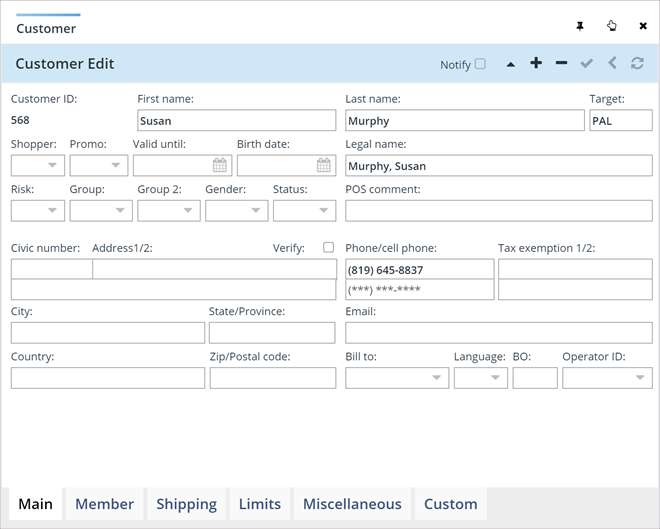 Customer
Customer Edit
Notify
Customer ID: First name: Last name: Target:
568 Susan Murphy PAL
Shopper: Promo: Valid until: Birth date: Legal name:
Murphy, Susan
Risk: Group: Group 2: Gender: Status: POS comment:
Civic number: Address1/2: Verify: Phone/cell phone: Tax exemption 1/2:
(819) 645-8837
(***) ***-****
City: State/Province: Email:
Country: Zip/Postal code: Bill to: Language: BO: Operator ID:
Main Member Shipping Limits Miscellaneous Custom